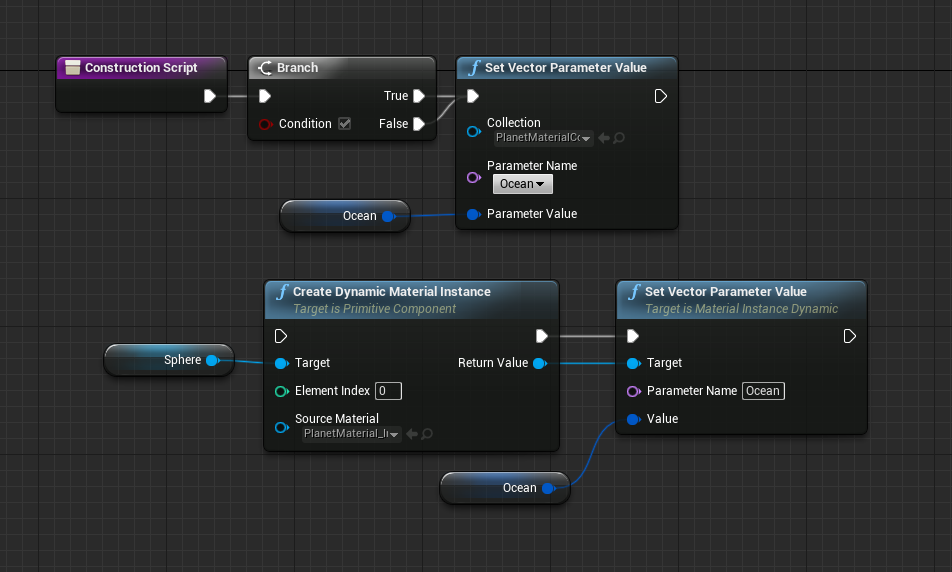 Construction Script
Branch
True
Condition
False
Set Vector Parameter Value
Collection
PlanetMaterialCo
Parameter Name
Ocean
Parameter Value
Ocean
Create Dynamic Material Instance
Target is Primitive Component
Target
Return Value
Element Index 0
Source Material
PlanetMaterial_I
Sphere
Set Vector Parameter Value
Target is Material Instance Dynamic
Target
Parameter Name Ocean
Value
Ocean